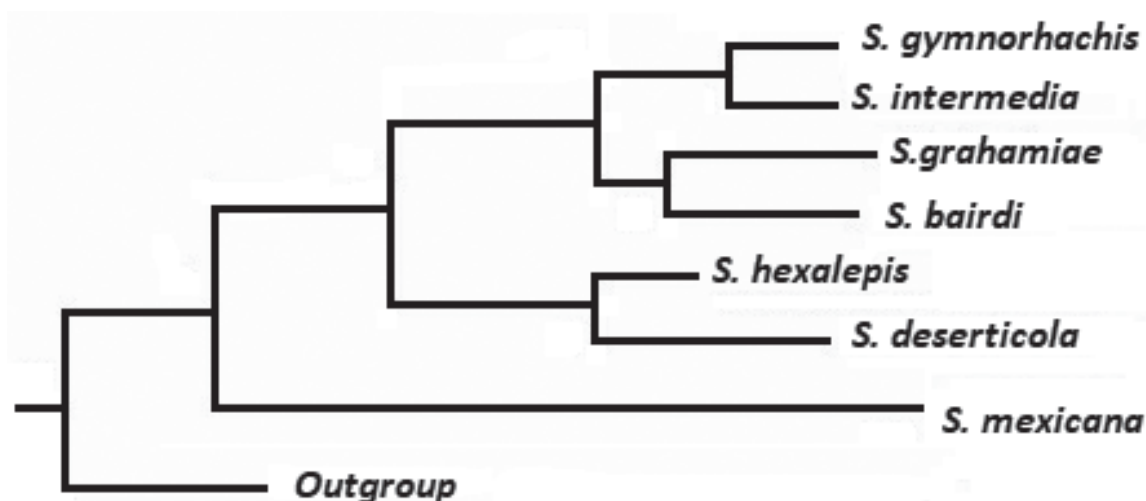 S. gymnorhachis
S. intermedia
S.grahamiae
S. bairdi
S. hexalepis
S. deserticola
S. mexicana
Outgroup